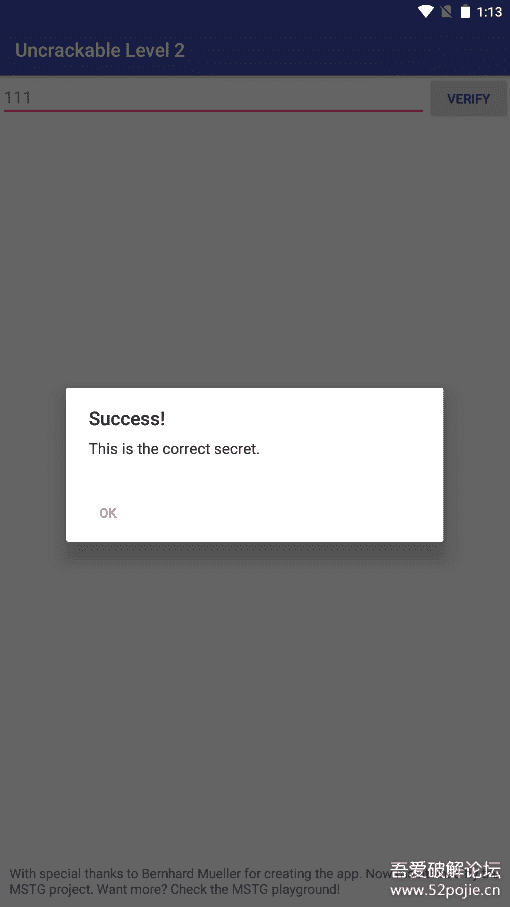 1:13
Uncrackable Level 2
111
VERIFY
Success!
This is the correct secret.
OK
With special thanks to Bernhard Mueller for creating the app. Now
MSTG project. Want more? Check the MSTG playground!
吾爱破解论坛
www.52pojie.cn